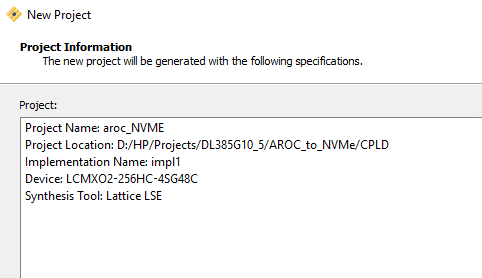 New Project
Project Information
The new project will be generated with the following specifications.
Project:
Project Name: aroc_NVME
Project Location: D:/HP/Projects/DL385G10_5/AROC_to_NVMe/CPLD
Implementation Name: impl1
Device: LCMXO2-256HC-4SG48C
Synthesis Tool: Lattice LSE